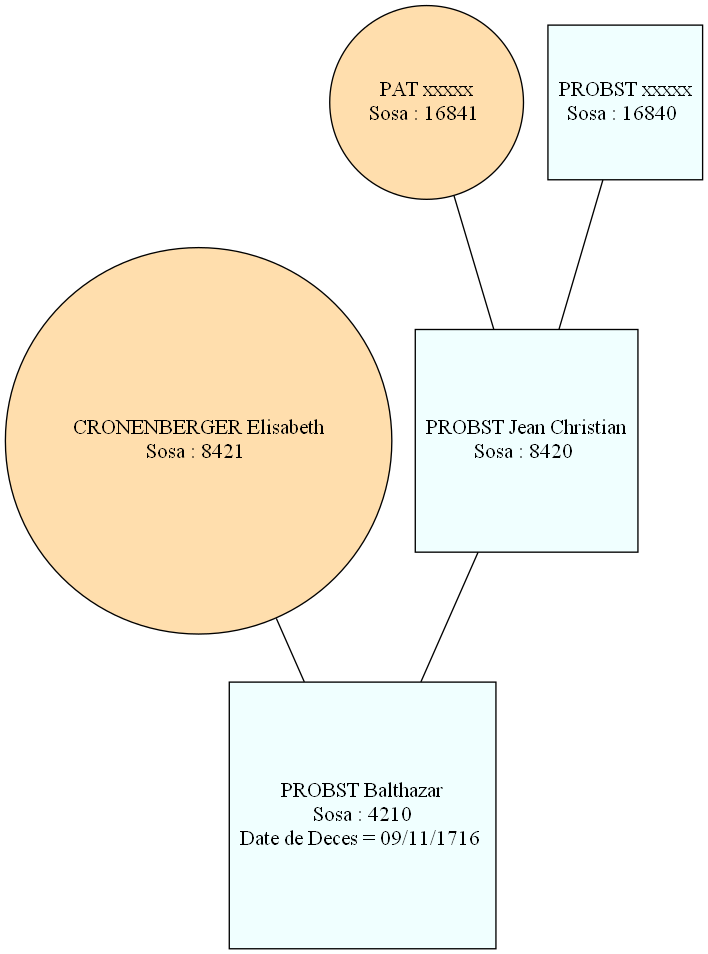 PAT xxxxx
Sosa : 16841
PROBST xxxxx
Sosa : 16840
CRONENBERGER Elisabeth
Sosa : 8421
PROBST Jean Christian
Sosa : 8420
PROBST Balthazar
Sosa : 4210
Date de Deces = 09/11/1716